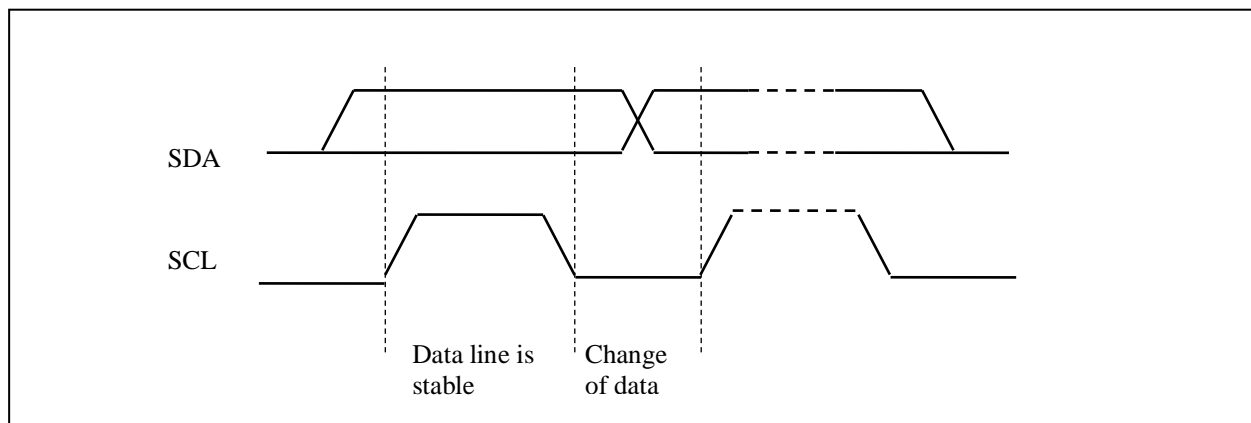 SDA
SCL
Data line is
stable
Change
of data